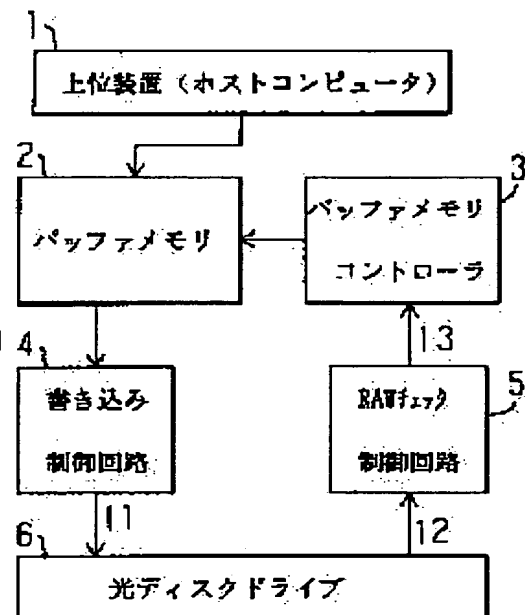 1
上位装置（ホストコンピュータ）
2
バッファメモリ
3
バッファメモリ
コントローラ
4
書き込み
制御回路
5
RAWチェック
制御回路
11
13
12
6
光ディスクドライブ